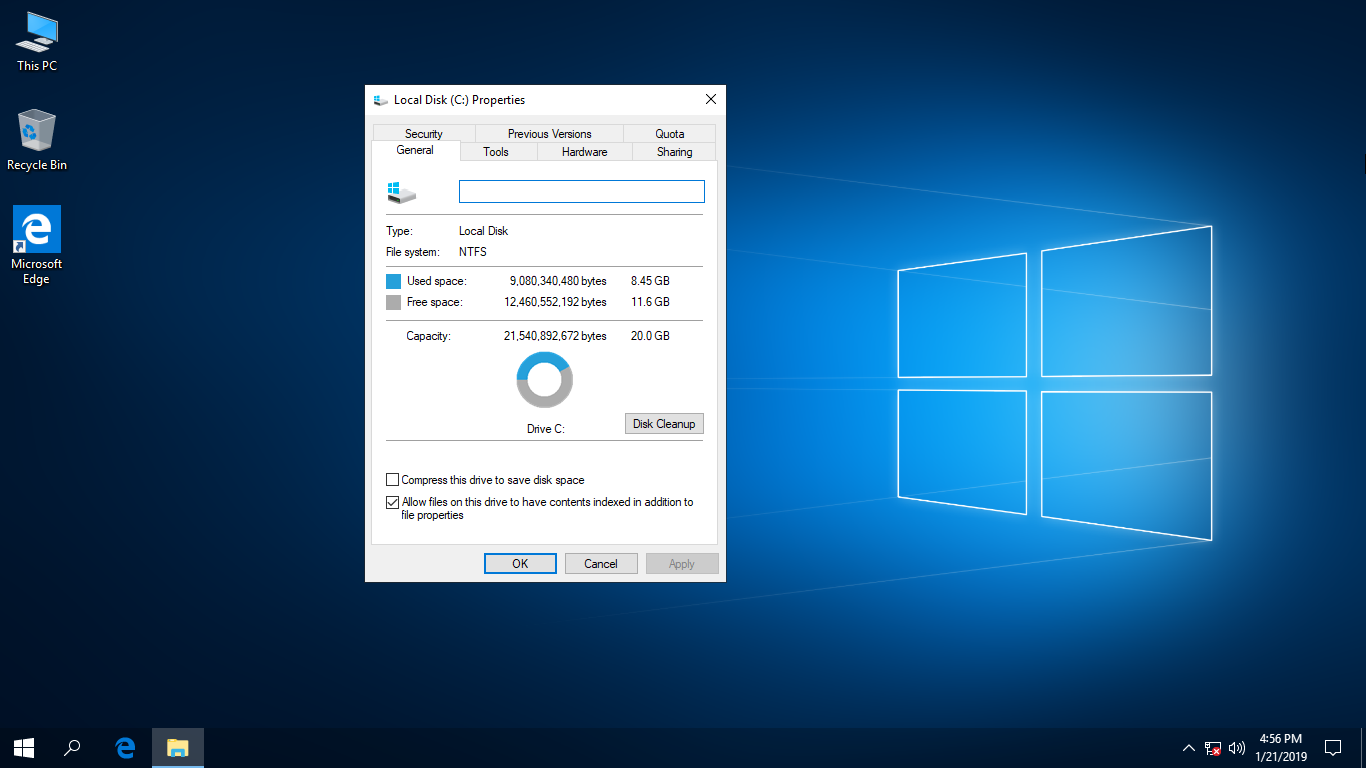 This PC
Recycle Bin
Microsoft
Edge
Local Disk (C:) Properties
Security Previous Versions Quota
General Tools Hardware Sharing
Type: Local Disk
File system: NTFS
Used space: 9,080,340,480 bytes 8.45 GB
Free space: 12,460,552,192 bytes 11.6 GB
Capacity: 21,540,892,672 bytes 20.0 GB
Drive C:
Disk Cleanup
Compress this drive to save disk space
Allow files on this drive to have contents indexed in addition to
file properties
OK Cancel Apply
4:56 PM
1/21/2019